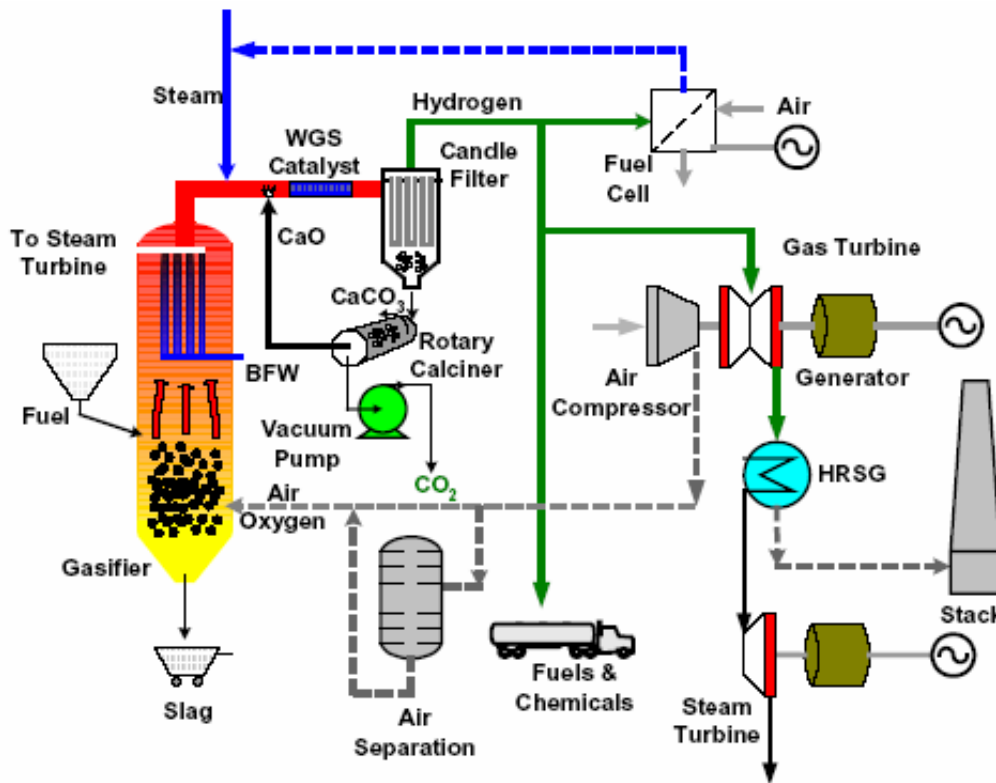 Steam
Hydrogen
Air
WGS
Catalyst
Candle
Filter
Fuel
Cell
To Steam
Turbine
CaO
Gas Turbine
CaCO₃
Rotary
Calciner
BFW
Air
Compressor
Generator
Fuel
Vacuum
Pump
HRSG
CO₂
Air
Oxygen
Gasifier
Stack
Fuels &
Chemicals
Slag
Air
Separation
Steam
Turbine